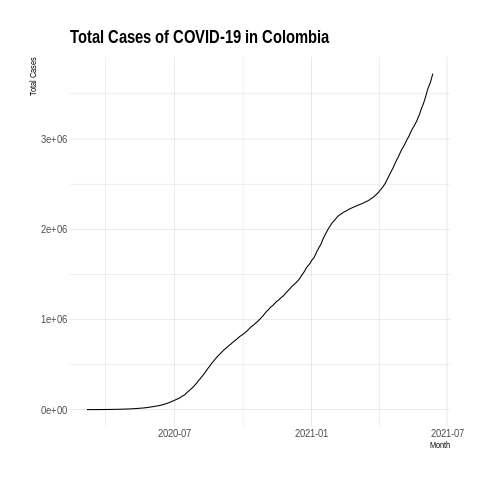 Total Cases of COVID-19 in Colombia
Total Cases
3e+06
2e+06
1e+06
0e+00
2020-07 2021-01 2021-07
Month